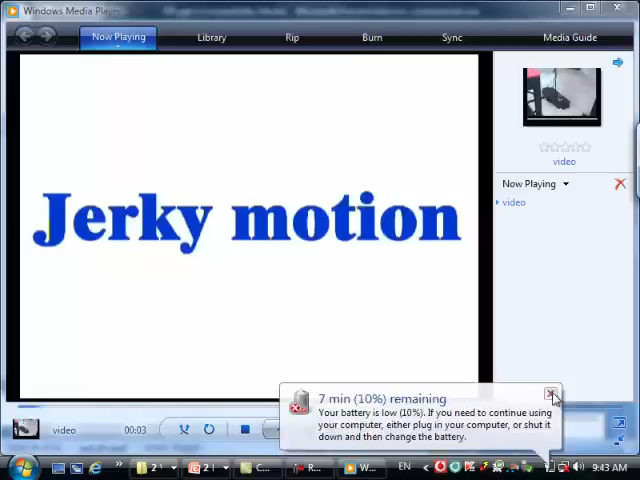 Windows Media Player
Now Playing
Library
Rip
Burn
Sync
Media Guide
Jerky motion
video
Now Playing
video
7 min (10%) remaining
Your battery is low (10%). If you need to continue using
your computer, either plug in your computer, or shut it
down and then change the battery.
video
00:03
2
2
C...
R...
W...
EN
9:43 AM